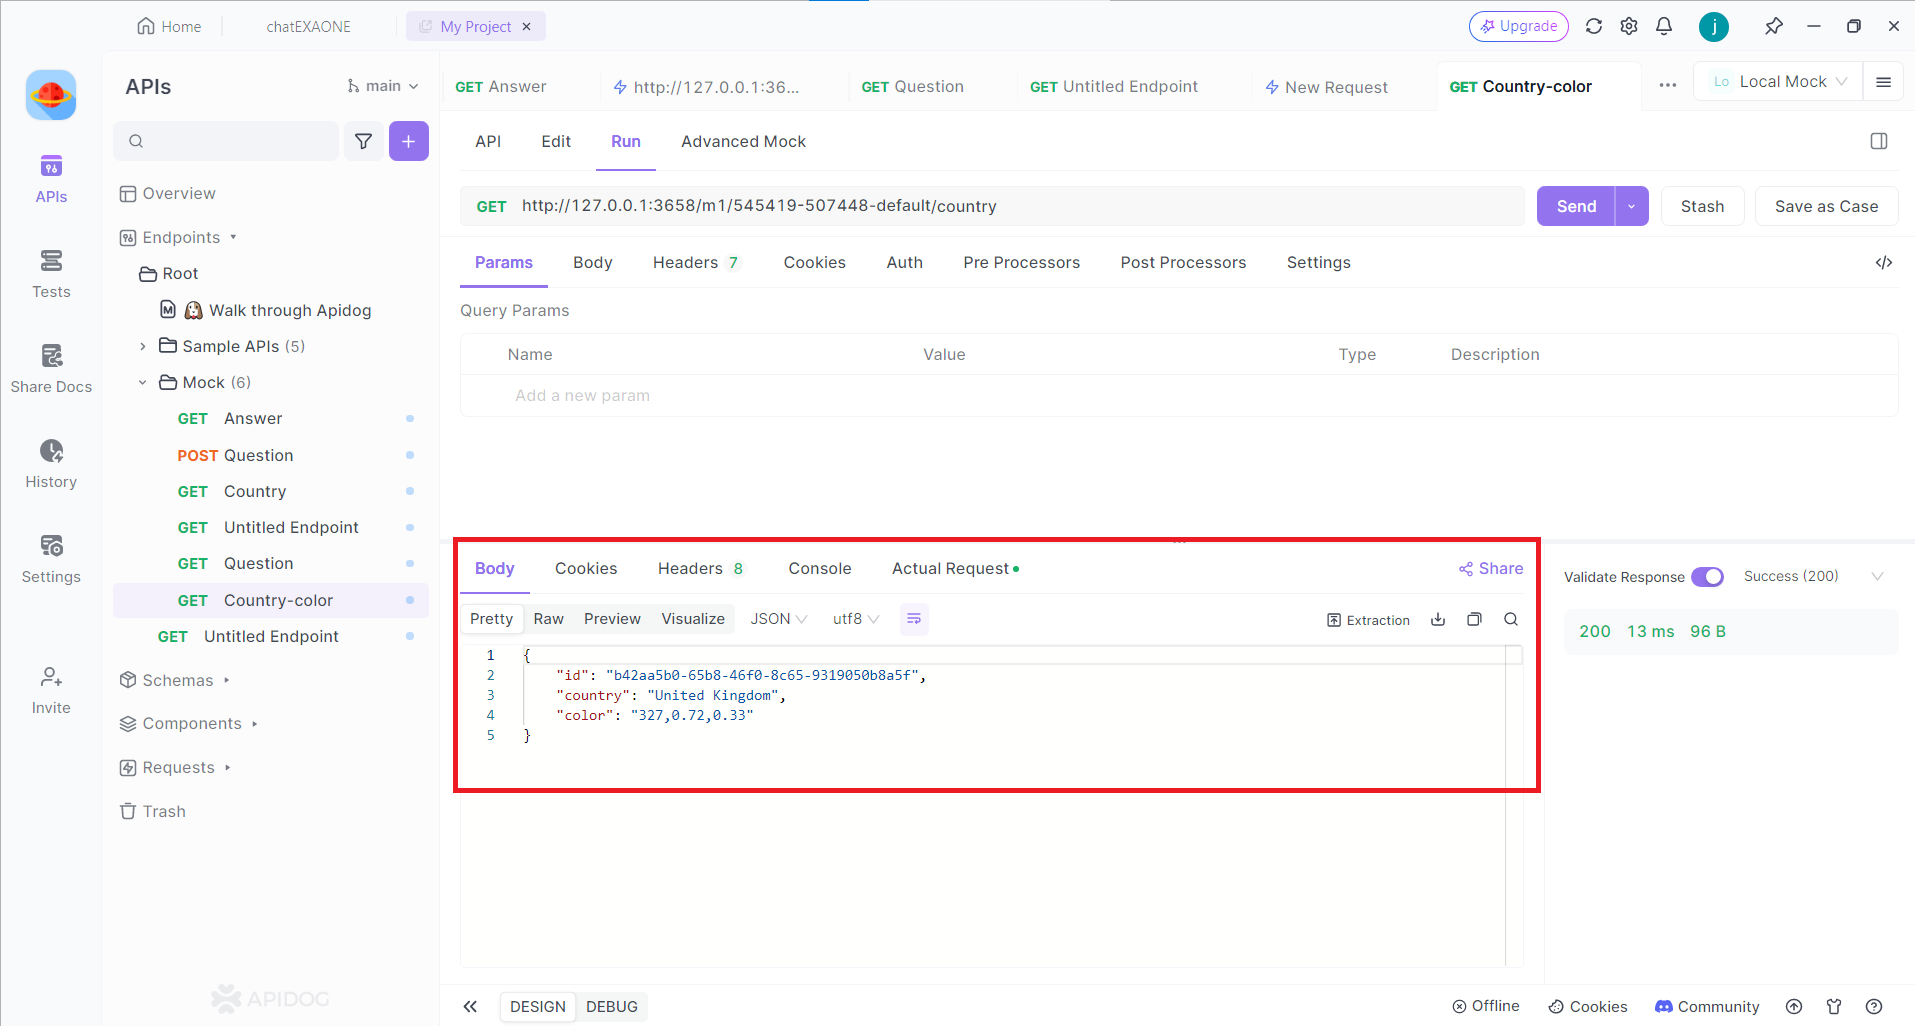 Home
chatEXAONE
My Project
Upgrade
j
APIs
Tests
Share Docs
History
Settings
Invite
APIs
main
Overview
Endpoints
Root
Walk through Apidog
Sample APIs (5)
Mock (6)
GET Answer
POST Question
GET Country
GET Untitled Endpoint
GET Question
GET Country-color
GET Untitled Endpoint
Schemas
Components
Requests
Trash
APIDOG
GET Answer
http://127.0.0.1:36...
GET Question
GET Untitled Endpoint
New Request
GET Country-color
Lo Local Mock
API Edit Run Advanced Mock
GET http://127.0.0.1:3658/m1/545419-507448-default/country
Send
Stash
Save as Case
Params Body Headers 7 Cookies Auth Pre Processors Post Processors Settings
Query Params
Name Value Type Description
Add a new param
Body Cookies Headers 8 Console Actual Request
Share
Pretty Raw Preview Visualize JSON utf8
Extraction
1 {
2 "id": "b42aa5b0-65b8-46f0-8c65-9319050b8a5f",
3 "country": "United Kingdom",
4 "color": "327,0.72,0.33"
5 }
Validate Response Success (200)
200 13 ms 96 B
DESIGN DEBUG
Offline Cookies Community